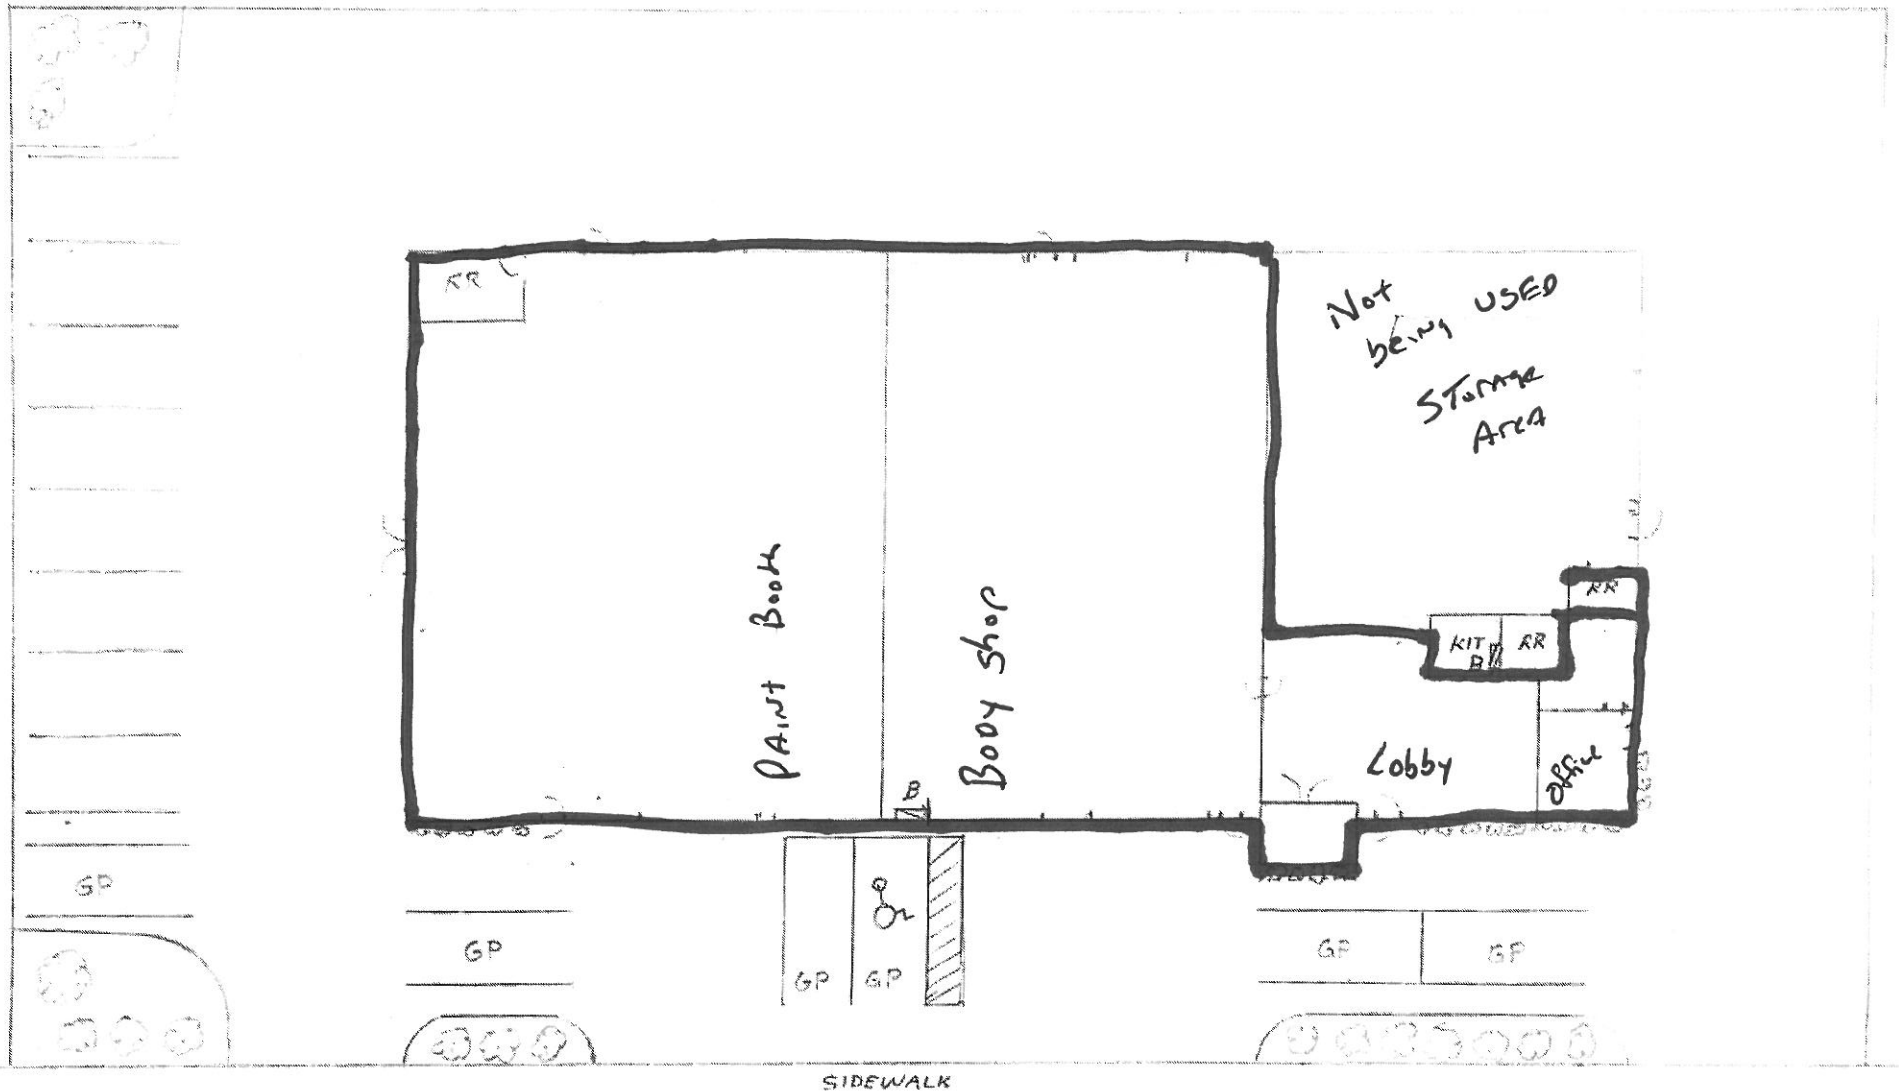 RR
Not
being USED
STORAGE
AREA
RR
KIT
RR
B
PAINT Booth
Body Shop
Lobby
office
B
GP
GP
GP
GP
GP
GP
SIDEWALK